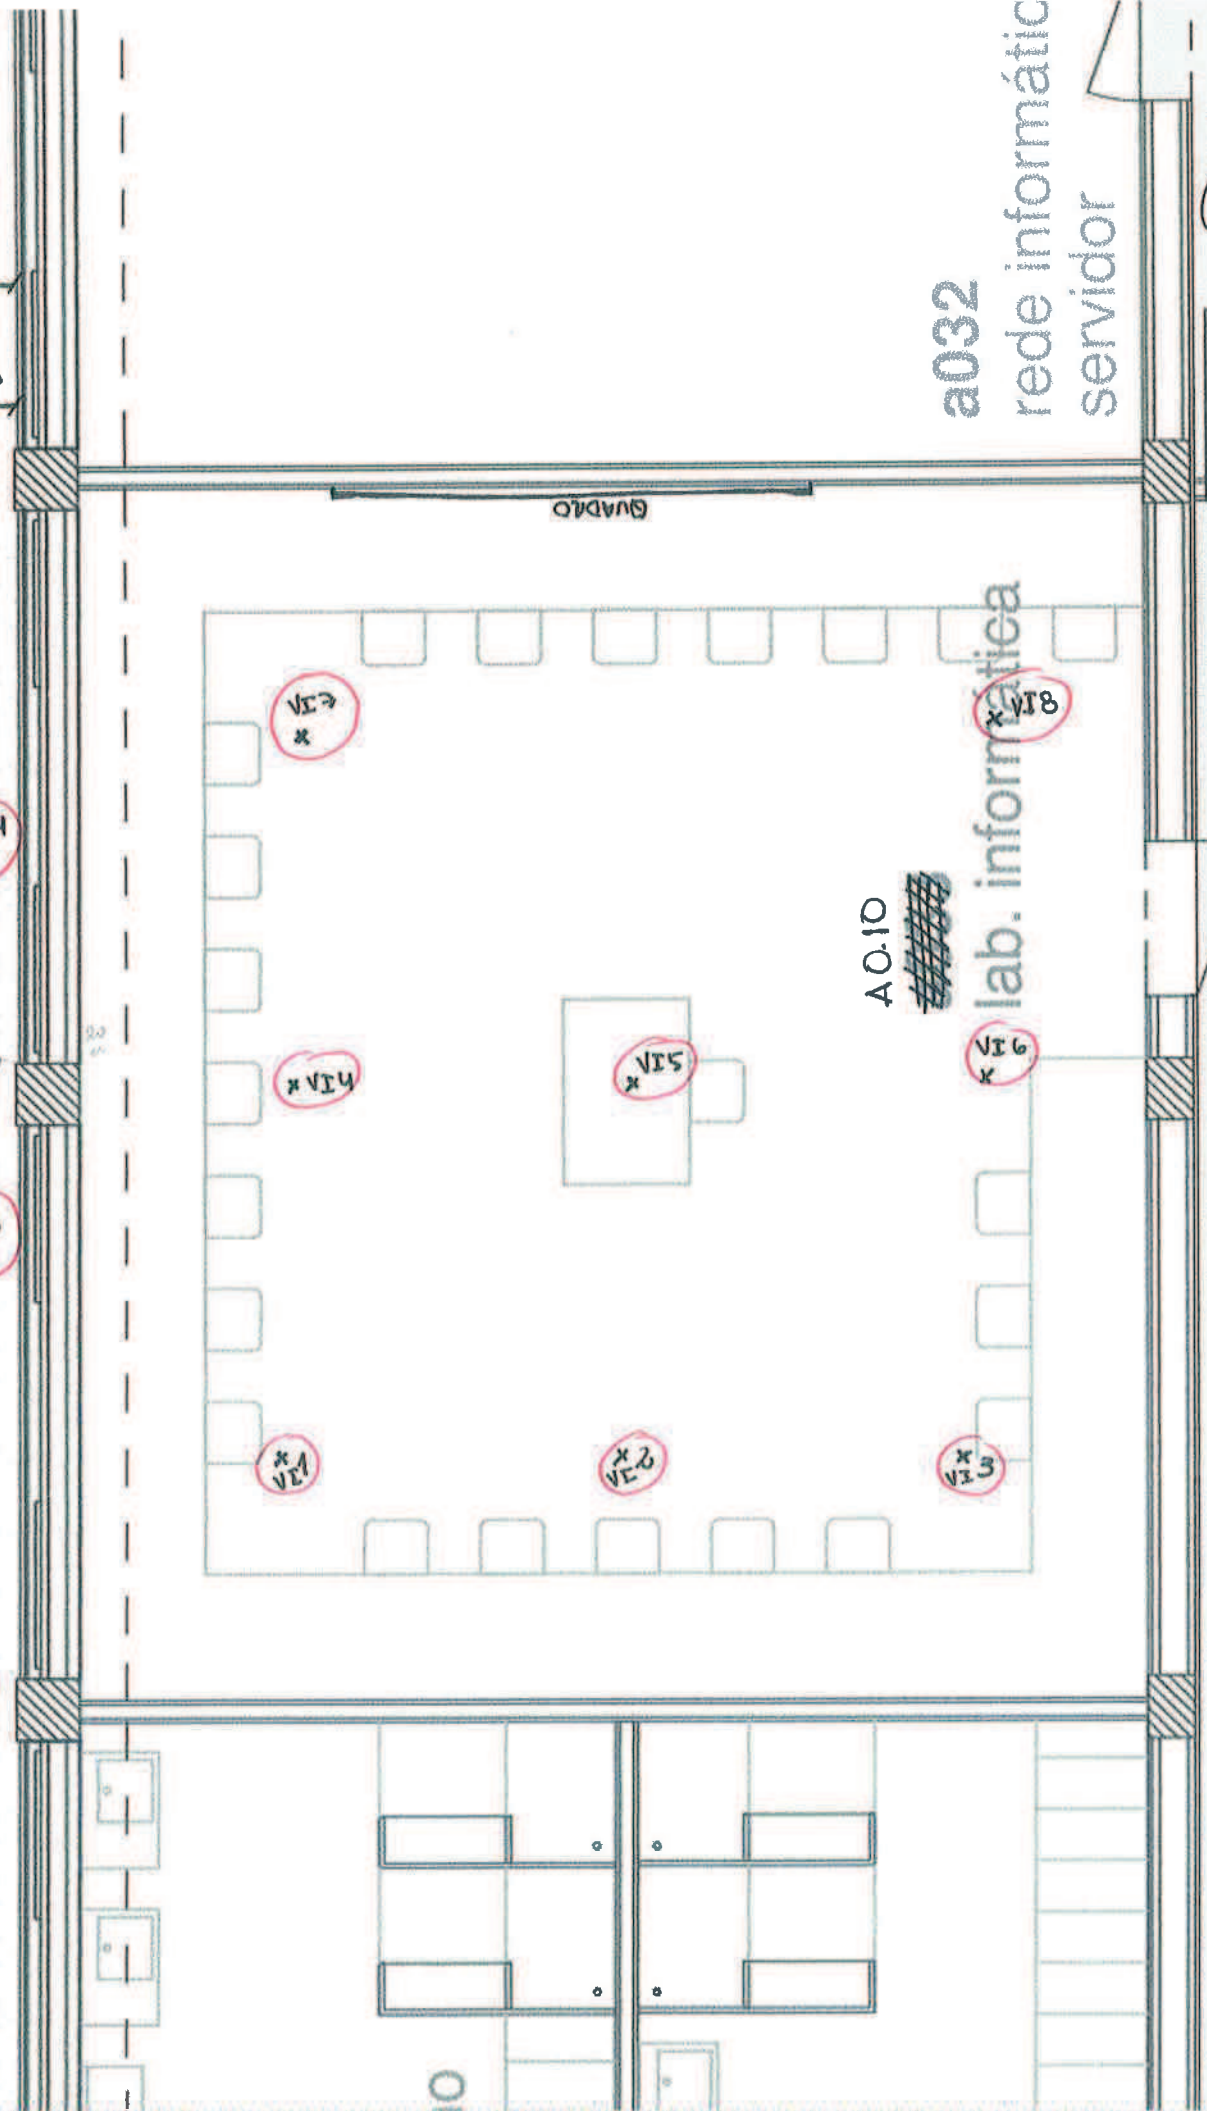 a032
rede informátic
servidor
QUADRO
VI7
VI8
lab. informática
A0.10
VI4
VI5
VI6
VI1
VI2
VI3